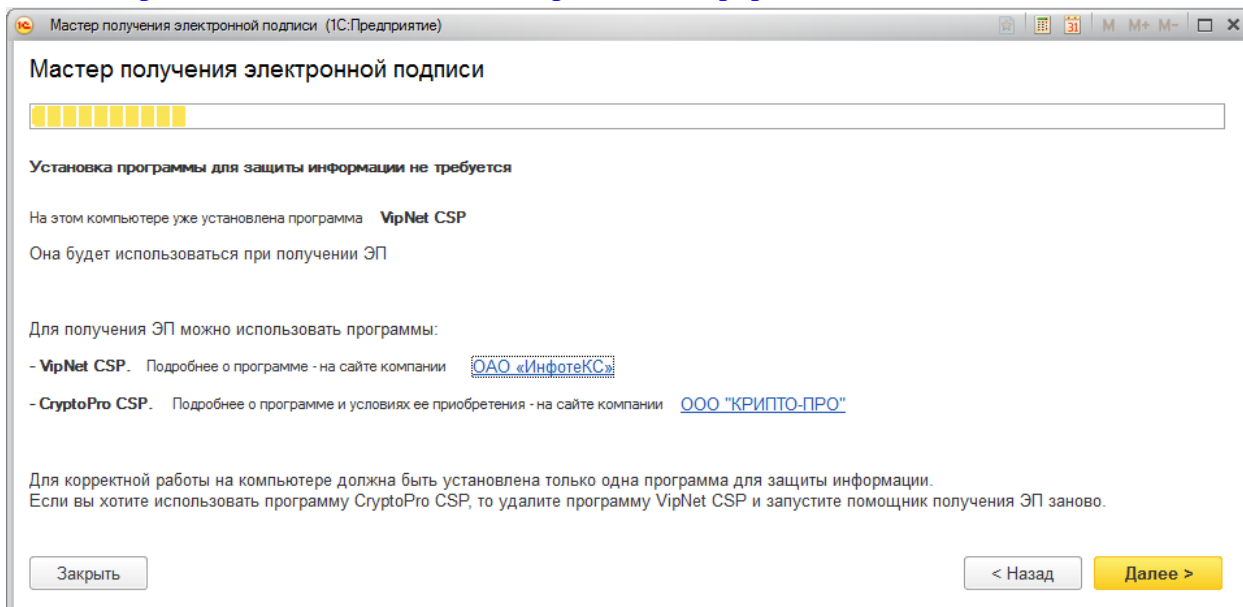 Мастер получения электронной подписи (1С:Предприятие)
31 M M+ M-
Мастер получения электронной подписи
Установка программы для защиты информации не требуется
На этом компьютере уже установлена программа VipNet CSP
Она будет использоваться при получении ЭП
Для получения ЭП можно использовать программы:
- VipNet CSP. Подробнее о программе - на сайте компании ОАО «ИнфотеКС»
- CryptoPro CSP. Подробнее о программе и условиях ее приобретения - на сайте компании ООО "КРИПТО-ПРО"
Для корректной работы на компьютере должна быть установлена только одна программа для защиты информации.
Если вы хотите использовать программу CryptoPro CSP, то удалите программу VipNet CSP и запустите помощник получения ЭП заново.
Закрыть < Назад Далее >